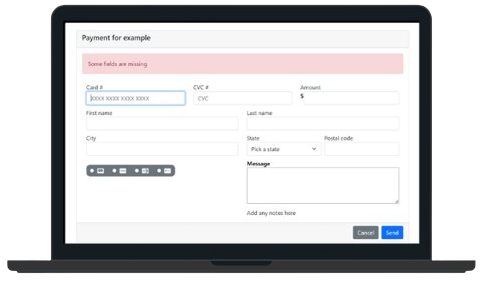 Payment for example
Some fields are missing
Card # CVC # Amount
XXXX XXXX XXXX XXXX CVC $
First name Last name
City State Postal code
Pick a state
Message
Add any notes here
Cancel Send